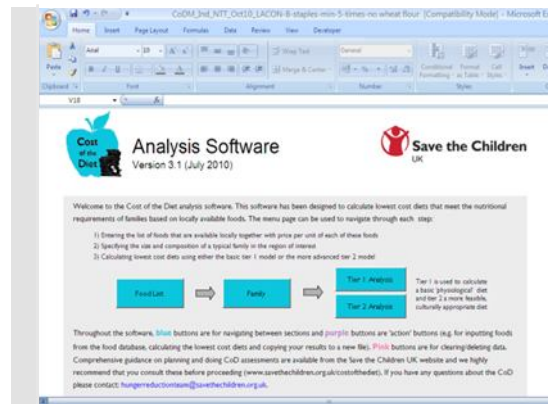 CoDM_Ind_NTT_Oct10_LACON-8-staples-min-5-times-no wheat flour [Compatibility Mode] - Microsoft E
Home Insert Page Layout Formulas Data Review View Developer
Arial 10
Wrap Text General
Paste Merge & Center Conditional Formatting Format as Table Cell Styles Insert
Clipboard Font Alignment Number Styles
V18
Cost of the Diet
Analysis Software
Version 3.1 (July 2010)
Save the Children
UK
Welcome to the Cost of the Diet analysis software. This software has been designed to calculate lowest cost diets that meet the nutritional
requirements of families based on locally available foods. The menu page can be used to navigate through each step:
1) Entering the list of foods that are available locally together with price per unit of each of these foods
2) Specifying the size and composition of a typical family in the region of interest
3) Calculating lowest cost diets using either the basic tier 1 model or the more advanced tier 2 model
Food List
Family
Tier 1 Analysis
Tier 2 Analysis
Tier 1 is used to calculate
a basic 'physiological' diet
and tier 2 a more feasible,
culturally appropriate diet
Throughout the software, blue buttons are for navigating between sections and purple buttons are 'action' buttons (e.g. for inputting foods
from the food database, calculating the lowest cost diets and copying your results to a new file). Pink buttons are for clearing/deleting data.
Comprehensive guidance on planning and doing CoD assessments are available from the Save the Children UK website and we highly
recommend that you consult these before proceeding (www.savethechildren.org.uk/costofthediet). If you have any questions about the CoD
please contact: hungerreductionteam@savethechildren.org.uk.